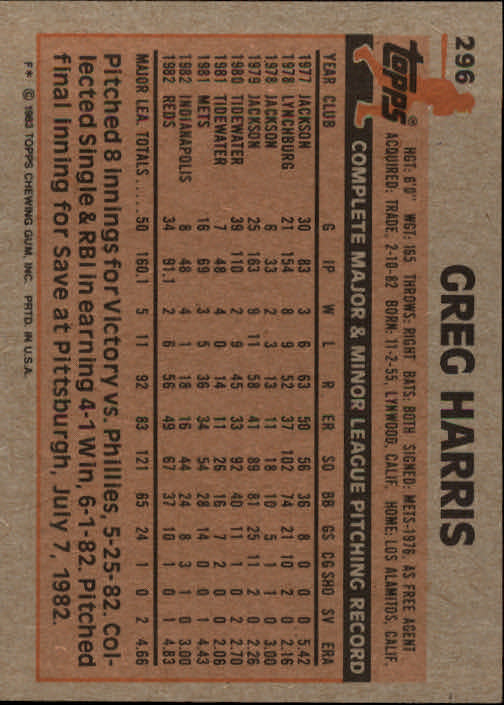 296
GREG HARRIS
topps®
HGT: 6'0" WGT: 165 THROWS: RIGHT BATS: BOTH SIGNED: METS-1976 AS FREE AGENT
ACQUIRED: TRADE, 2-10-82 BORN: 11-2-55, LYNWOOD, CALIF. HOME: LOS ALAMITOS, CALIF.
COMPLETE MAJOR & MINOR LEAGUE PITCHING RECORD
YEAR CLUB G IP W L R ER SO BB GS CG SHO SV ERA
1977 JACKSON 30 83 3 6 63 50 56 36 8 0 0 0 5.42
1978 LYNCHBURG 21 154 8 9 52 37 102 74 21 10 2 0 2.16
1978 JACKSON 6 33 2 3 13 11 18 10 5 1 1 0 3.00
1979 JACKSON 25 163 9 11 58 41 89 81 25 11 2 0 2.26
1980 TIDEWATER 39 110 2 9 45 33 92 40 11 1 0 2 2.70
1981 TIDEWATER 7 48 4 0 14 11 26 16 7 2 0 0 2.06
1981 METS 16 69 3 5 36 34 54 28 14 0 0 1 4.43
1982 INDIANAPOLIS 8 48 4 1 18 16 44 24 8 3 1 0 3.00
1982 REDS 34 91.1 2 6 56 49 67 37 10 1 0 1 4.83
MAJOR LEA. TOTALS ..... 50 160.1 5 11 92 83 121 65 24 1 0 2 4.66
Pitched 8 innings for Victory vs. Phillies, 5-25-82. Col-
lected Single & RBI in earning 4-1 Win, 6-1-82. Pitched
final inning for Save at Pittsburgh, July 7, 1982.
F* © 1983 TOPPS CHEWING GUM, INC. PRTD. IN U.S.A.